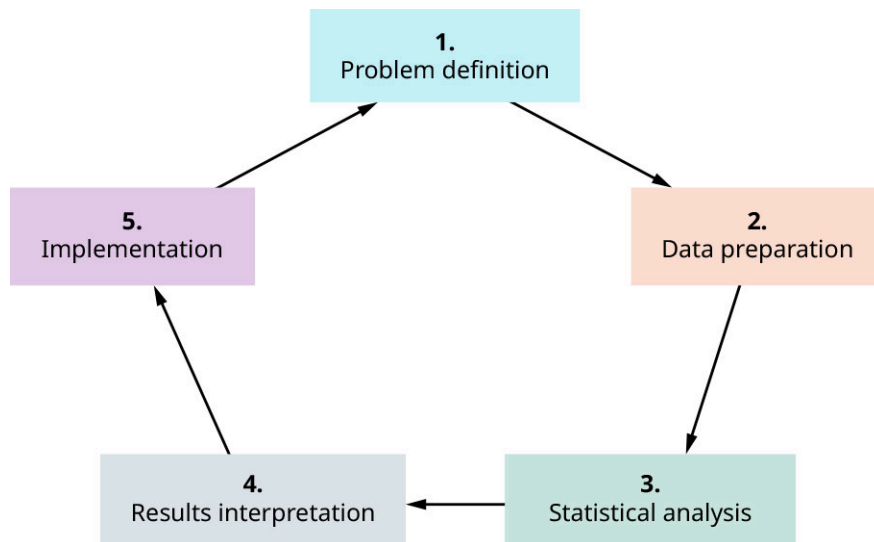 1.
Problem definition
2.
Data preparation
3.
Statistical analysis
4.
Results interpretation
5.
Implementation